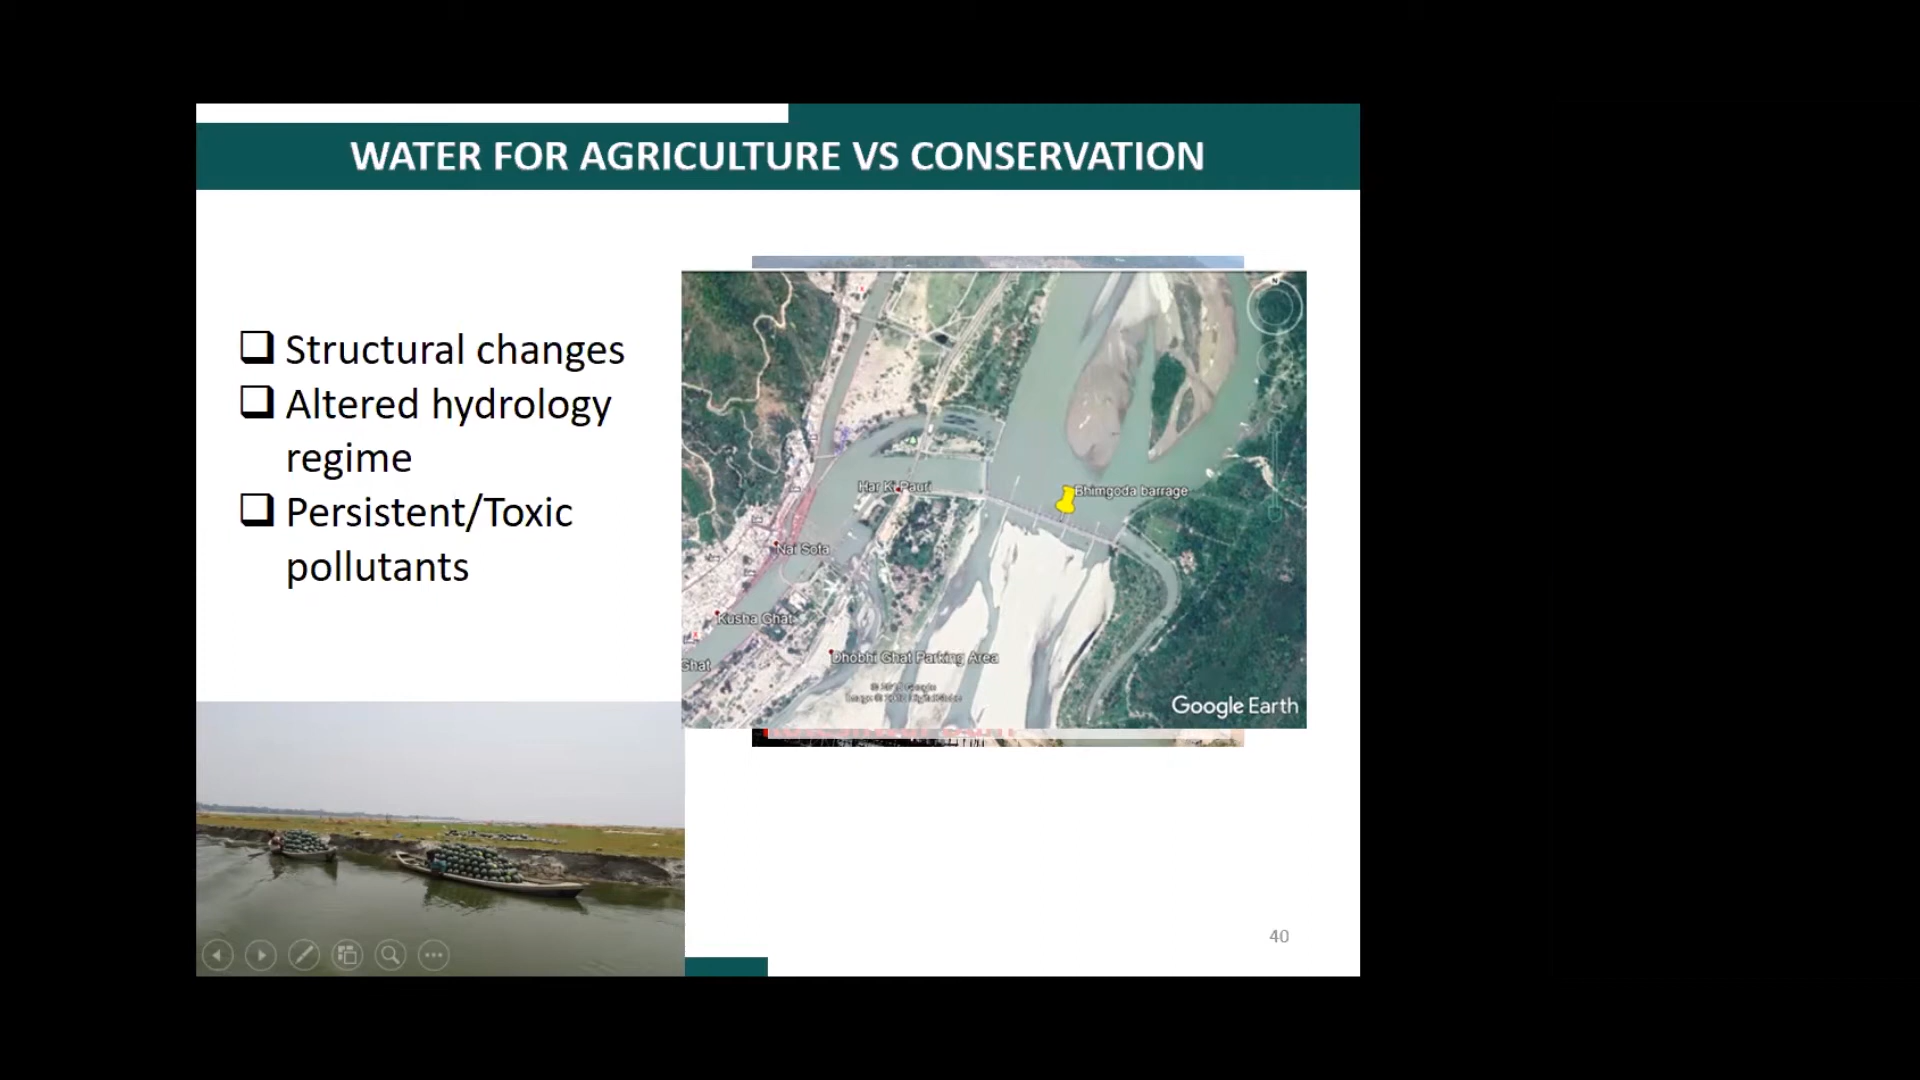 WATER FOR AGRICULTURE VS CONSERVATION
Structural changes
Altered hydrology
regime
Persistent/Toxic
pollutants
Har Ki Pauri
Bhimgoda barrage
Nai Sota
Kusha Ghat
Ghat
Dhobhi Ghat Parking Area
Google Earth
40